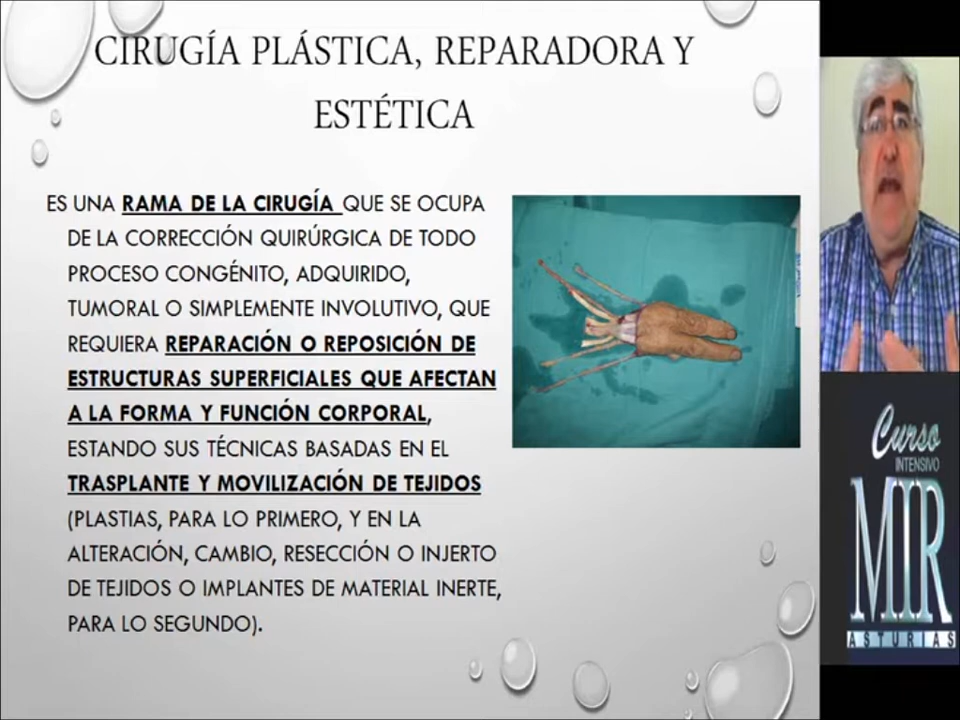 CIRUGÍA PLÁSTICA, REPARADORA Y
ESTÉTICA
ES UNA RAMA DE LA CIRUGÍA QUE SE OCUPA
DE LA CORRECCIÓN QUIRÚRGICA DE TODO
PROCESO CONGÉNITO, ADQUIRIDO,
TUMORAL O SIMPLEMENTE INVOLUTIVO, QUE
REQUIERA REPARACIÓN O REPOSICIÓN DE
ESTRUCTURAS SUPERFICIALES QUE AFECTAN
A LA FORMA Y FUNCIÓN CORPORAL,
ESTANDO SUS TÉCNICAS BASADAS EN EL
TRASPLANTE Y MOVILIZACIÓN DE TEJIDOS
(PLASTIAS, PARA LO PRIMERO, Y EN LA
ALTERACIÓN, CAMBIO, RESECCIÓN O INJERTO
DE TEJIDOS O IMPLANTES DE MATERIAL INERTE,
PARA LO SEGUNDO).
Curso
INTENSIVO
MIR
ASTURIAS